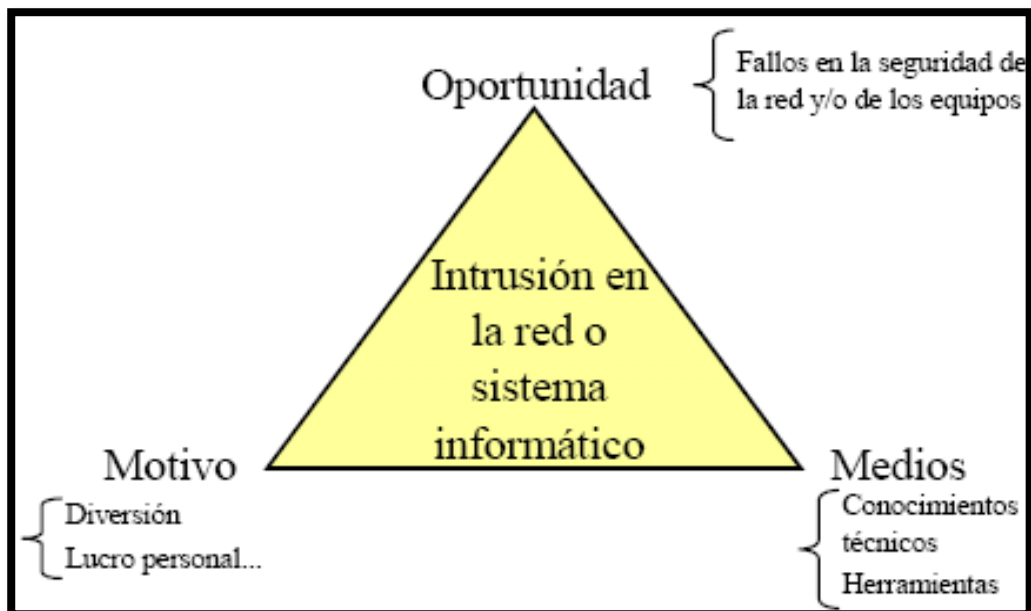 Oportunidad
Fallos en la seguridad de
la red y/o de los equipos
Intrusión en
la red o
sistema
informático
Motivo
Diversión
Lucro personal...
Medios
Conocimientos
técnicos
Herramientas